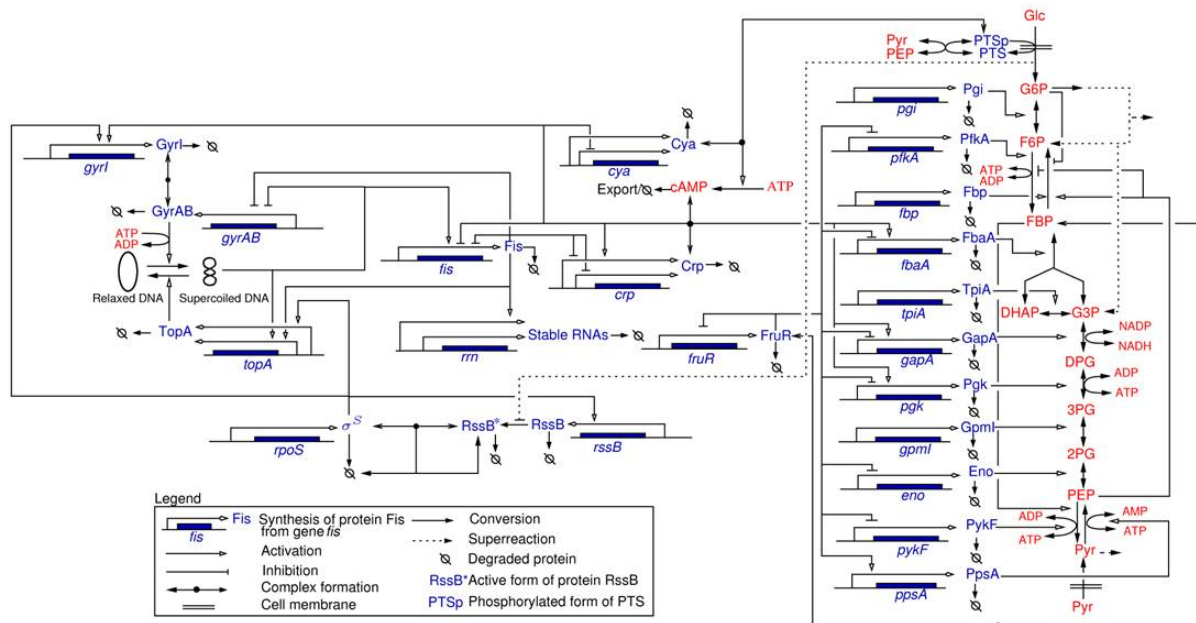 Glc
Pyr
PEP
PTSp
PTS
Pgi
G6P
pgi
GyrI
gyrI
Cya
cya
PfkA
pfkA
F6P
ATP
ADP
Export/
cAMP
ATP
Fbp
fbp
FBP
GyrAB
gyrAB
ATP
ADP
Fis
fis
Crp
crp
FbaA
fbaA
Relaxed DNA
Supercoiled DNA
TpiA
tpiA
DHAP
G3P
TopA
topA
Stable RNAs
rrn
FruR
fruR
GapA
gapA
NADP
NADH
DPG
Pgk
pgk
ADP
ATP
3PG
σS
rpoS
RssB*
RssB
rssB
GpmI
gpmI
2PG
Eno
eno
PEP
PykF
pykF
ADP
ATP
AMP
ATP
Pyr
PpsA
ppsA
Pyr
Legend
Fis
fis
Synthesis of protein Fis
from gene fis
Activation
Inhibition
Complex formation
Cell membrane
Conversion
Superreaction
Degraded protein
RssB* Active form of protein RssB
PTSp Phosphorylated form of PTS